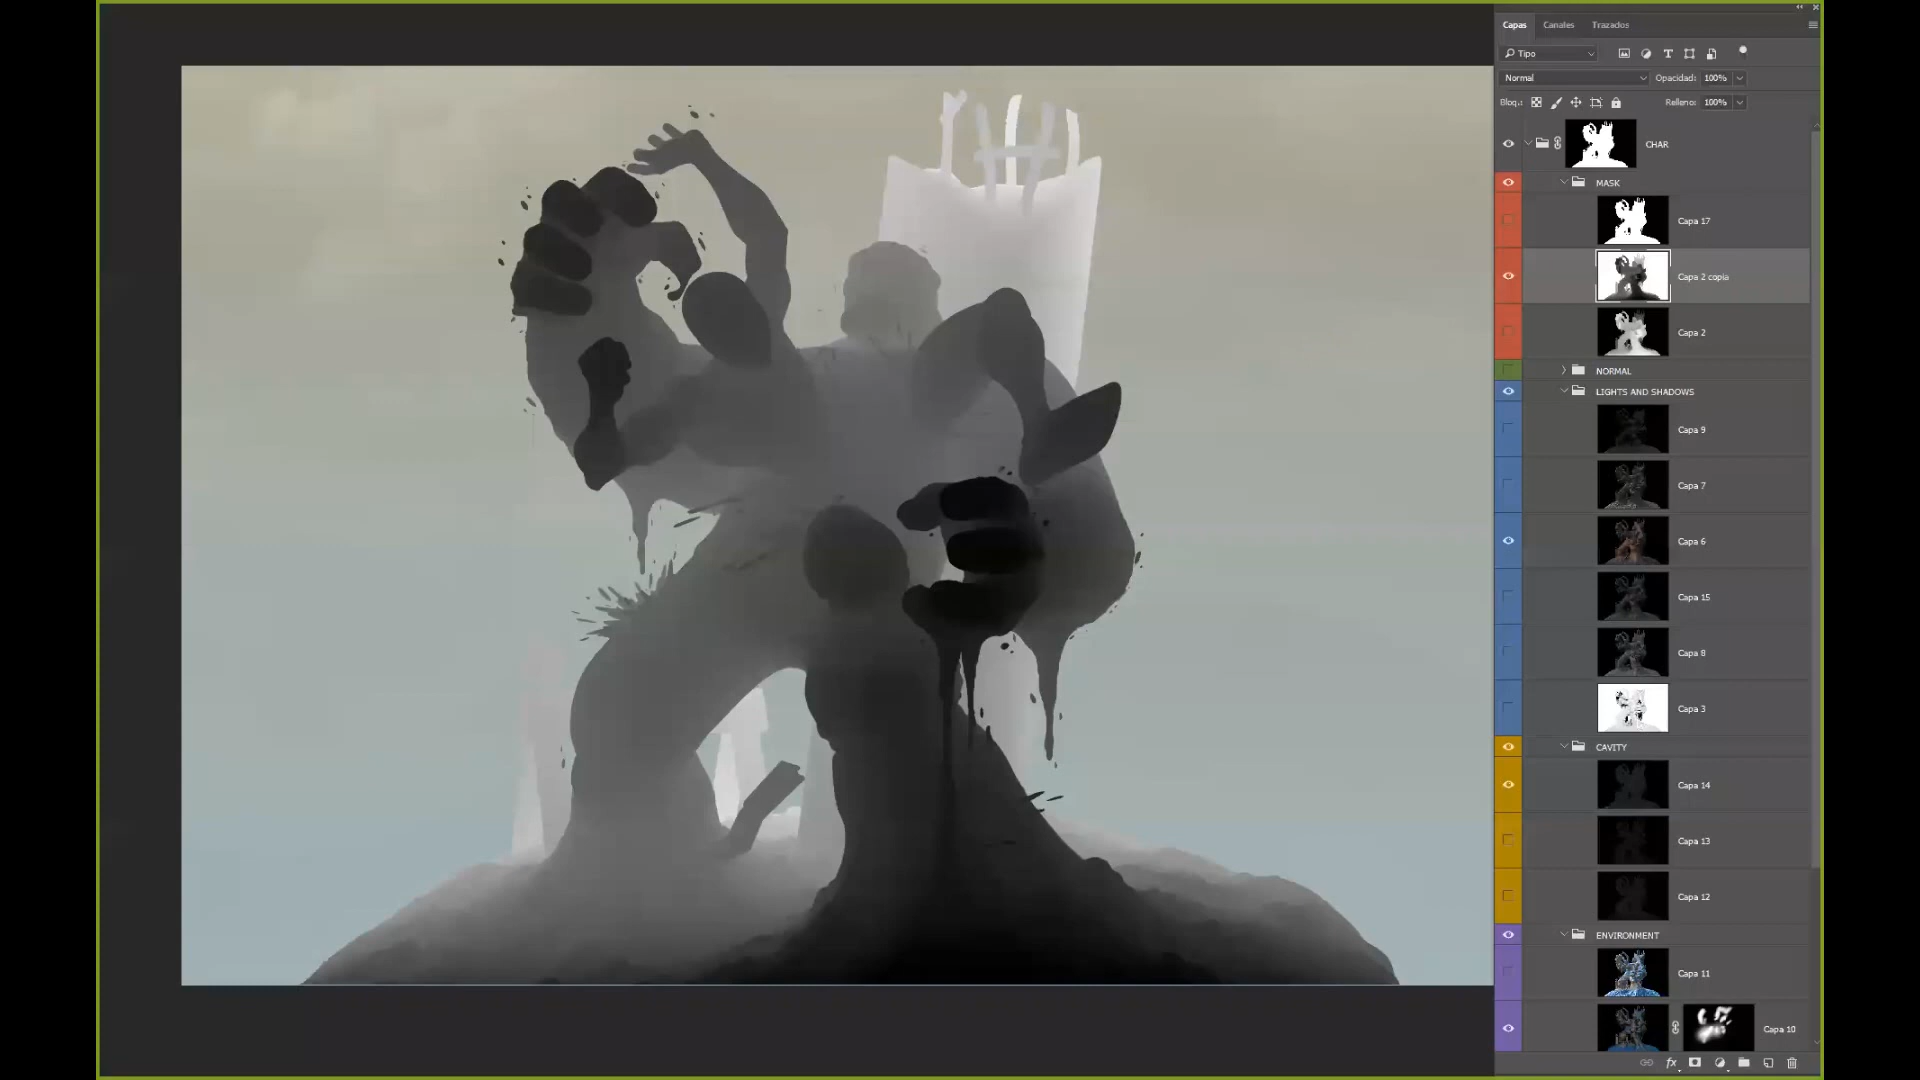 Capas Canales Trazados
Tipo
Normal Opacidad: 100%
Bloq.: Relleno: 100%
CHAR
MASK
Capa 17
Capa 2 copia
Capa 2
NORMAL
LIGHTS AND SHADOWS
Capa 9
Capa 7
Capa 6
Capa 15
Capa 8
Capa 3
CAVITY
Capa 14
Capa 13
Capa 12
ENVIRONMENT
Capa 11
Capa 10
fx